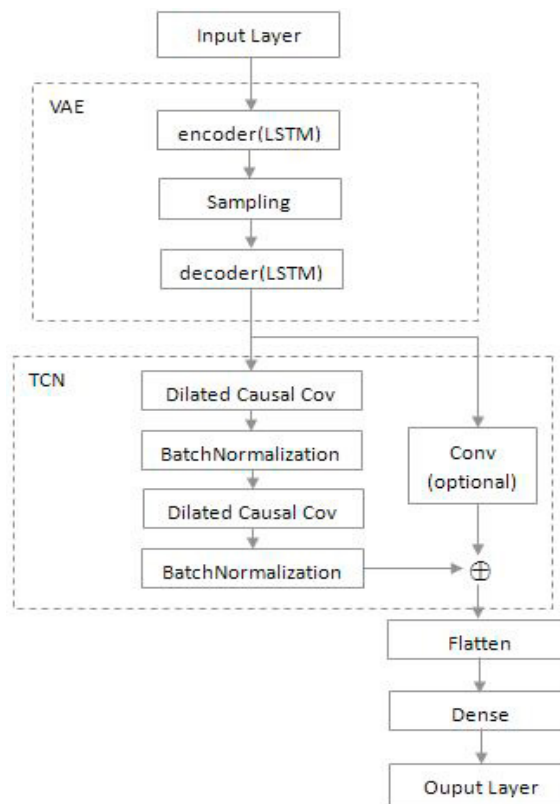 Input Layer
VAE
encoder(LSTM)
Sampling
decoder(LSTM)
TCN
Dilated Causal Cov
BatchNormalization
Conv
(optional)
Dilated Causal Cov
BatchNormalization
Flatten
Dense
Ouput Layer